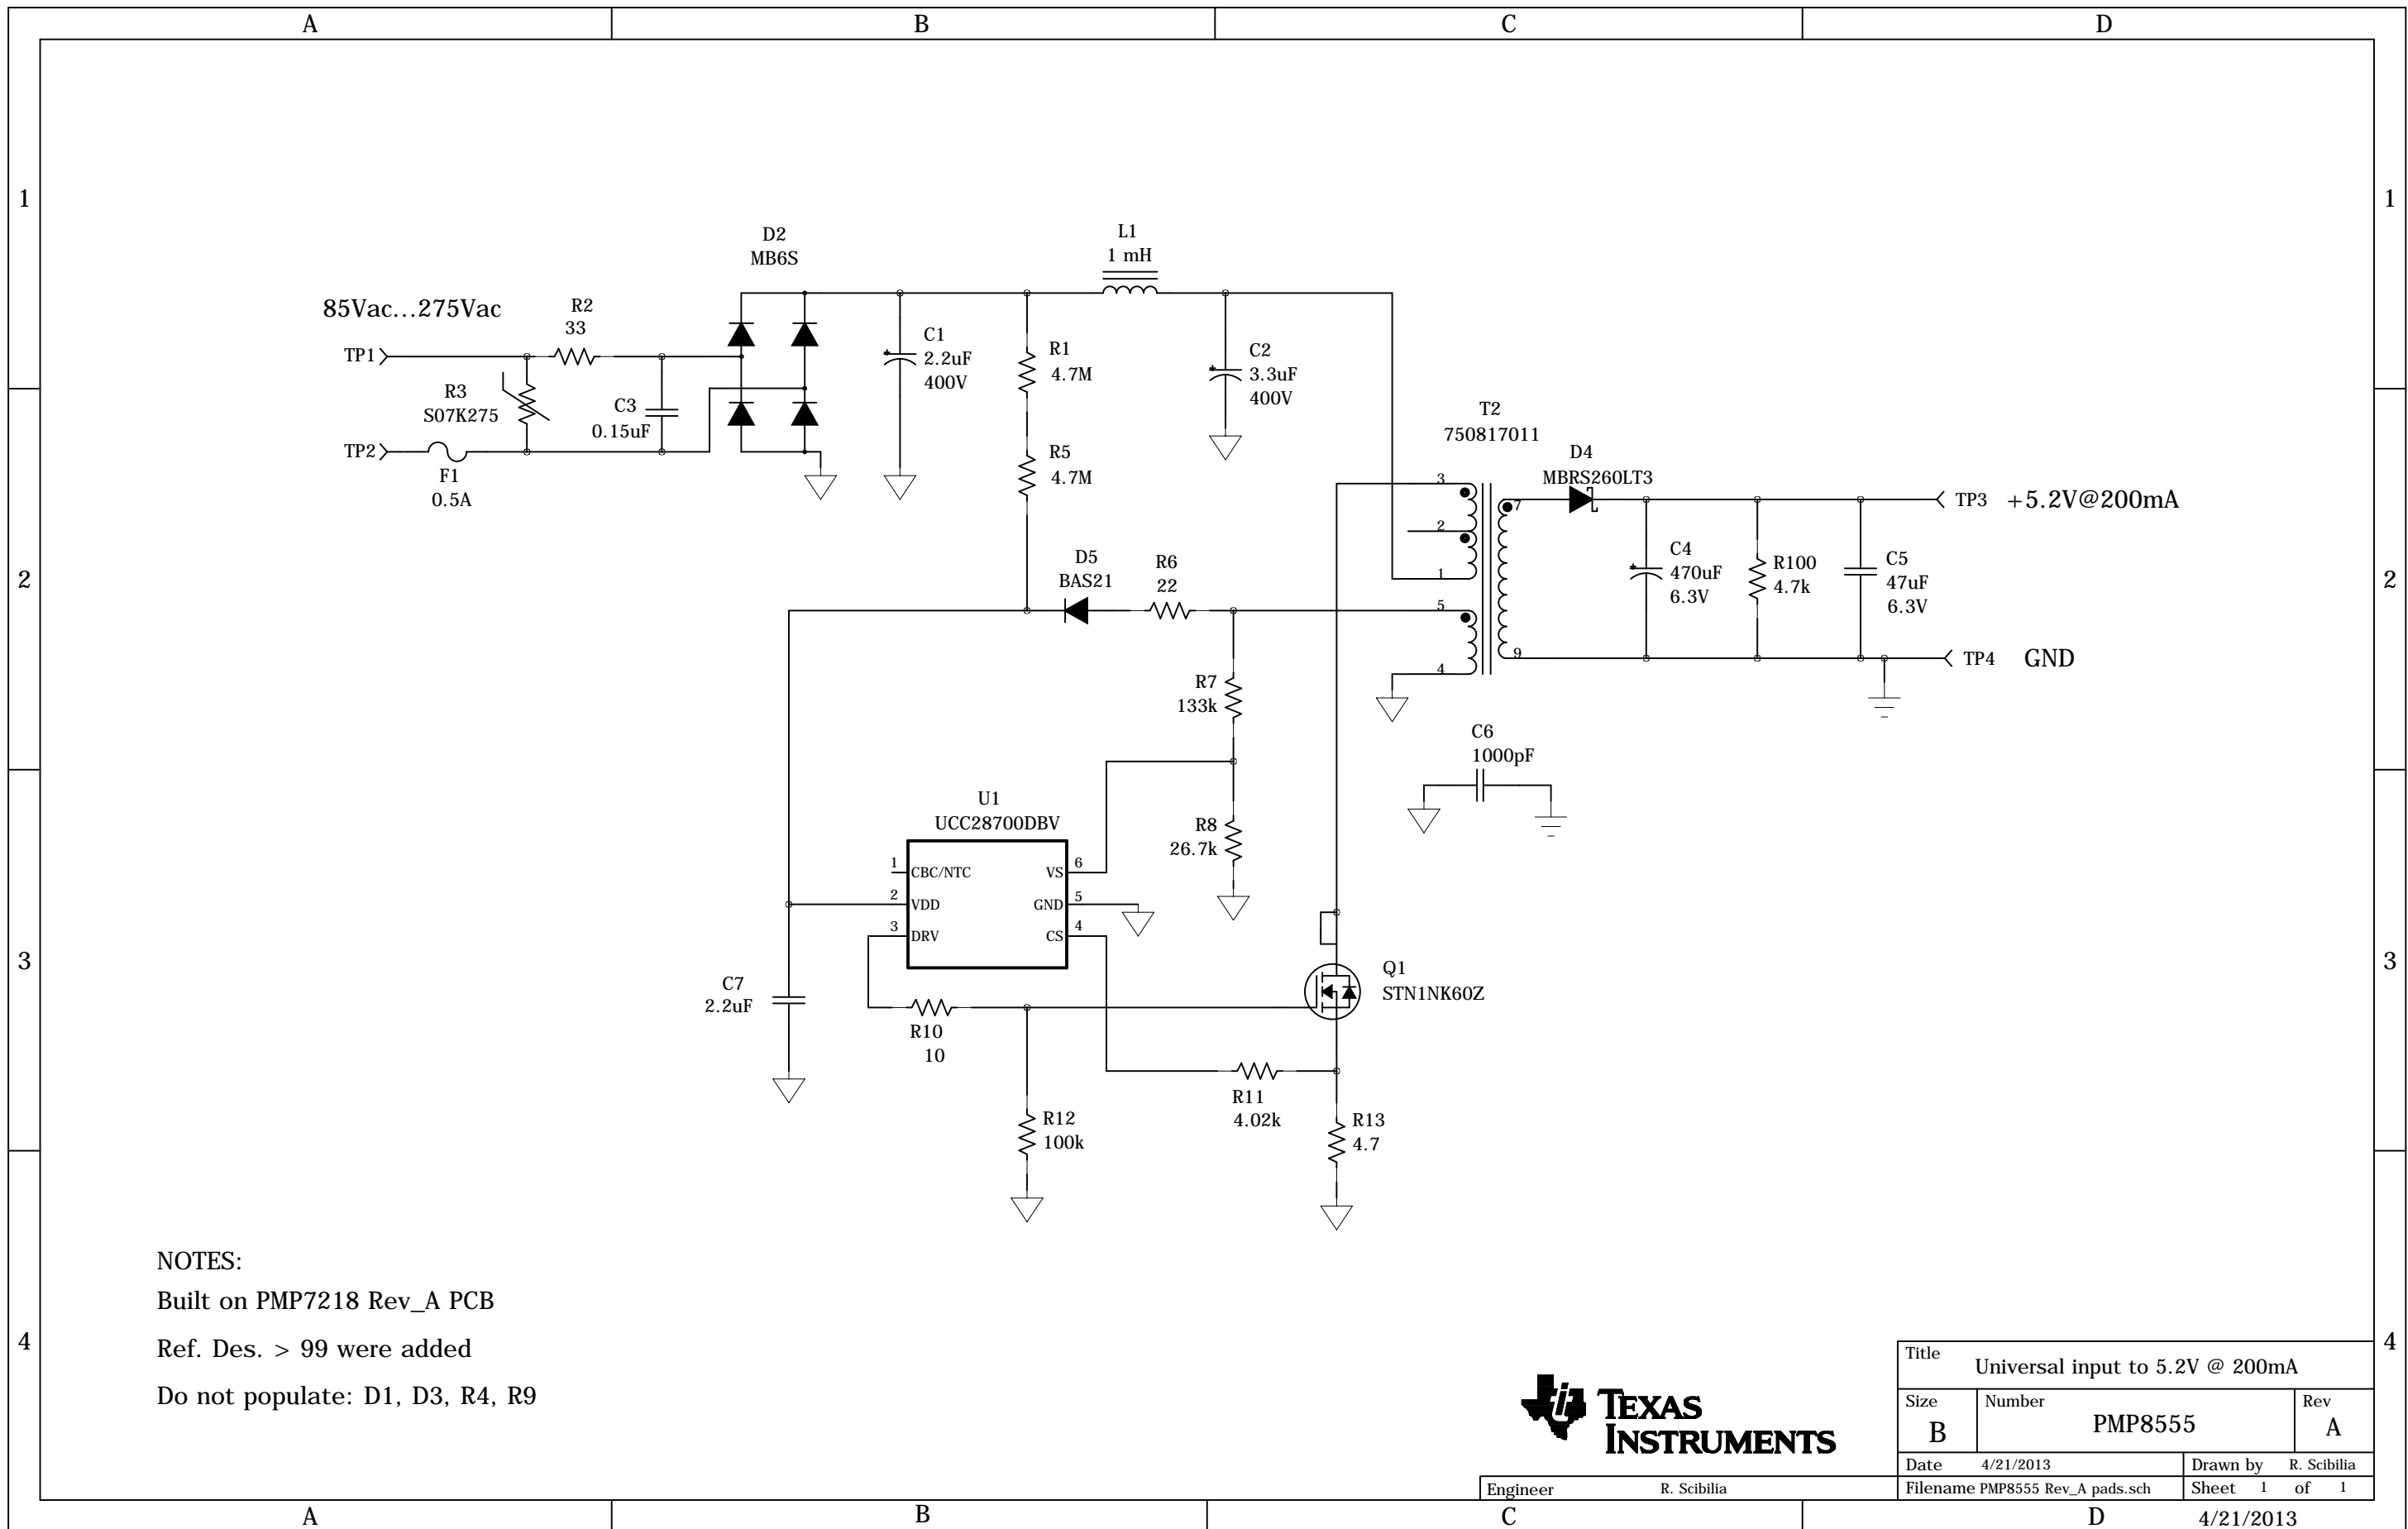 A B C D
1 1
D2
MB6S
L1
1 mH
85Vac...275Vac
R2
33
TP1
R3
S07K275
C3
0.15uF
TP2
F1
0.5A
C1
2.2uF
400V
R1
4.7M
R5
4.7M
C2
3.3uF
400V
T2
750817011
D4
MBRS260LT3
3
2
1
5
4
7
9
TP3 +5.2V@200mA
C4
470uF
6.3V
R100
4.7k
C5
47uF
6.3V
TP4 GND
2 2
D5
BAS21
R6
22
R7
133k
C6
1000pF
U1
UCC28700DBV
R8
26.7k
1 CBC/NTC VS 6
2 VDD GND 5
3 DRV CS 4
3 3
C7
2.2uF
Q1
STN1NK60Z
R10
10
R11
4.02k
R12
100k
R13
4.7
NOTES:
Built on PMP7218 Rev_A PCB
Ref. Des. > 99 were added
Do not populate: D1, D3, R4, R9
4 4
TEXAS
INSTRUMENTS
Title
Universal input to 5.2V @ 200mA
Size
B
Number
PMP8555
Rev
A
Date 4/21/2013
Drawn by R. Scibilia
Engineer R. Scibilia
Filename PMP8555 Rev_A pads.sch
Sheet 1 of 1
A B C D
4/21/2013